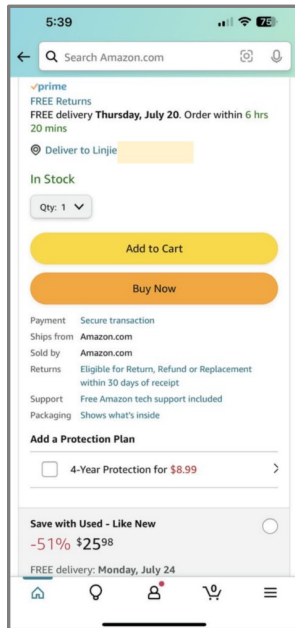 5:39
75
Search Amazon.com
prime
FREE Returns
FREE delivery Thursday, July 20. Order within 6 hrs
20 mins
Deliver to Linjie
In Stock
Qty: 1
Add to Cart
Buy Now
Payment Secure transaction
Ships from Amazon.com
Sold by Amazon.com
Returns Eligible for Return, Refund or Replacement
within 30 days of receipt
Support Free Amazon tech support included
Packaging Shows what's inside
Add a Protection Plan
4-Year Protection for $8.99
Save with Used - Like New
-51% $2598
FREE delivery: Monday, July 24
0